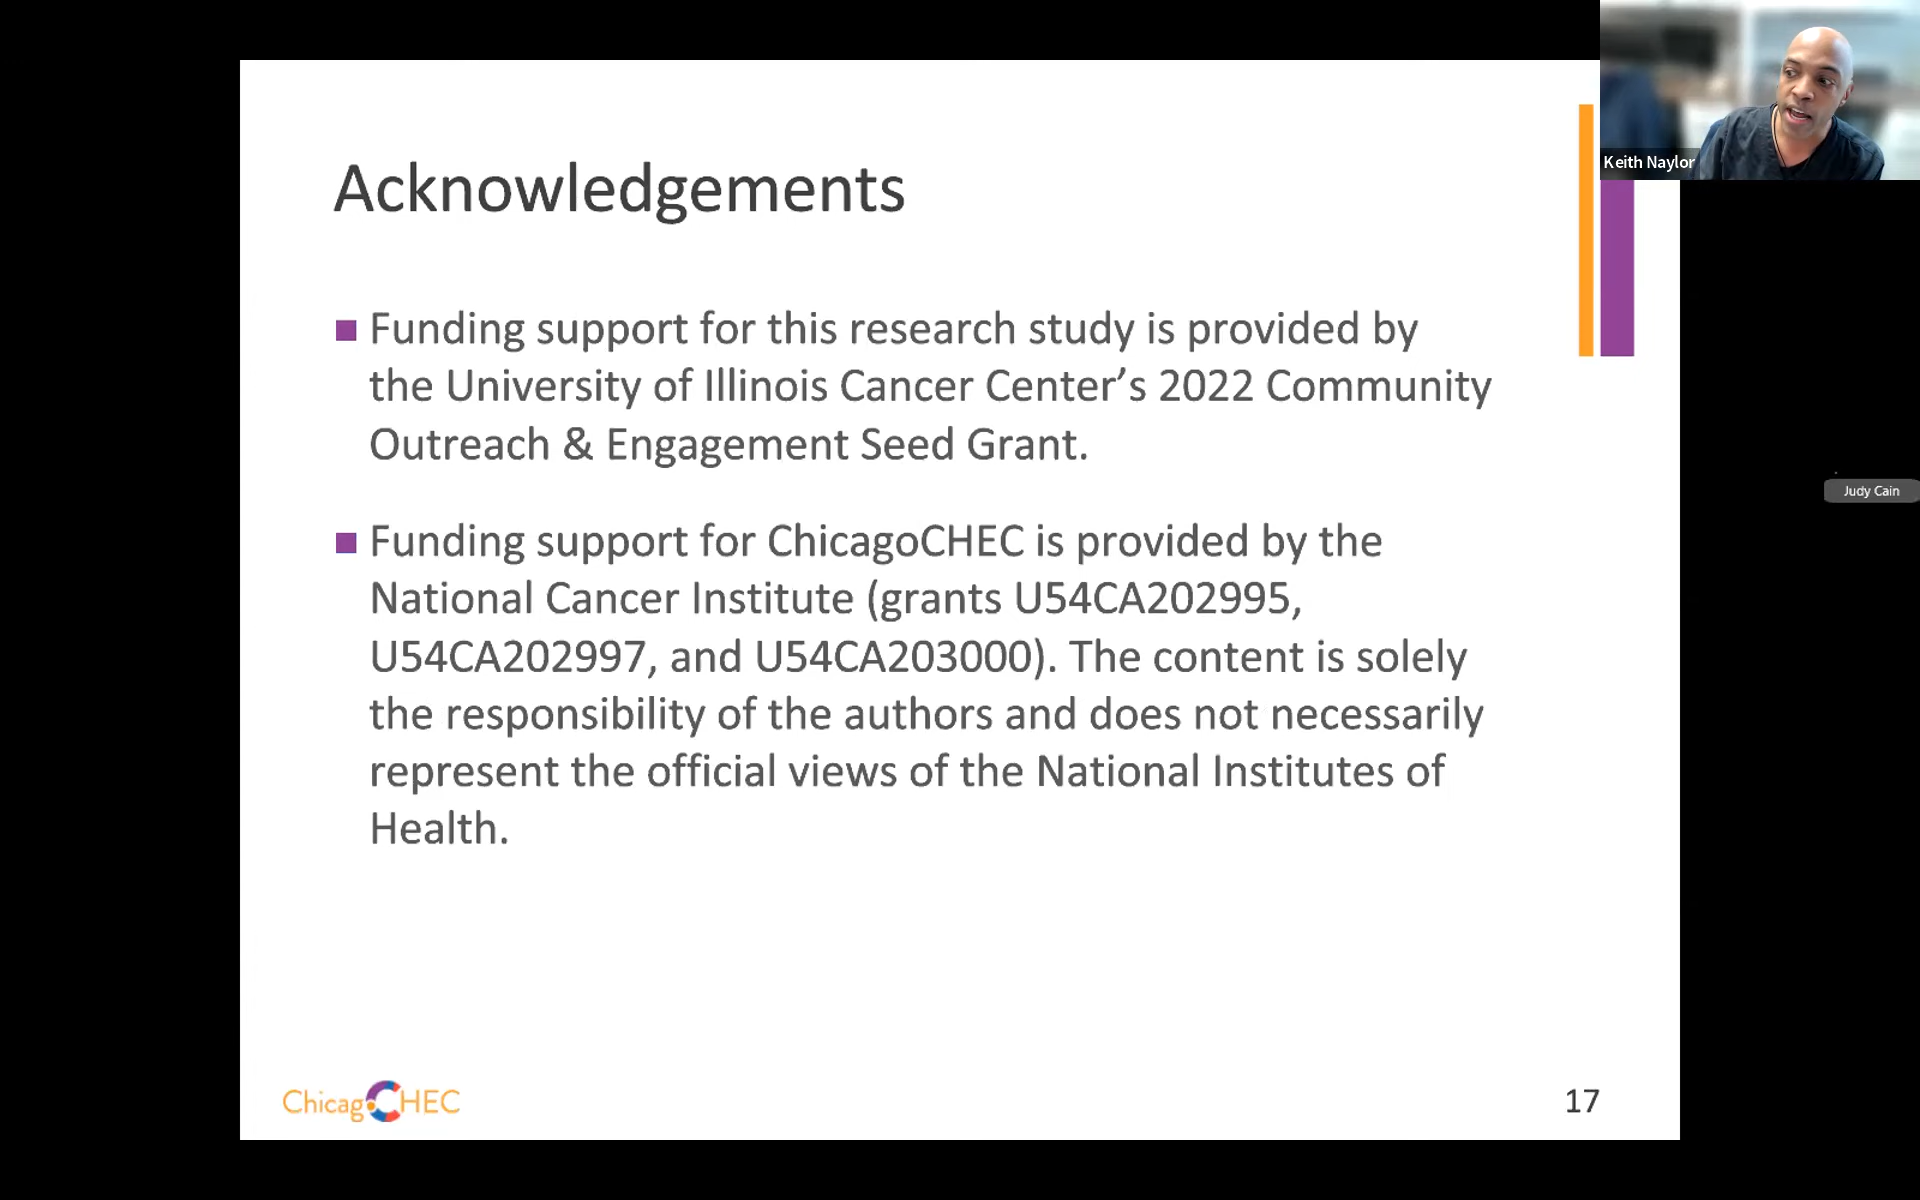 Acknowledgements
Funding support for this research study is provided by
the University of Illinois Cancer Center’s 2022 Community
Outreach & Engagement Seed Grant.
Funding support for ChicagoCHEC is provided by the
National Cancer Institute (grants U54CA202995,
U54CA202997, and U54CA203000). The content is solely
the responsibility of the authors and does not necessarily
represent the official views of the National Institutes of
Health.
ChicagoCHEC
17
Keith Naylor
Judy Cain